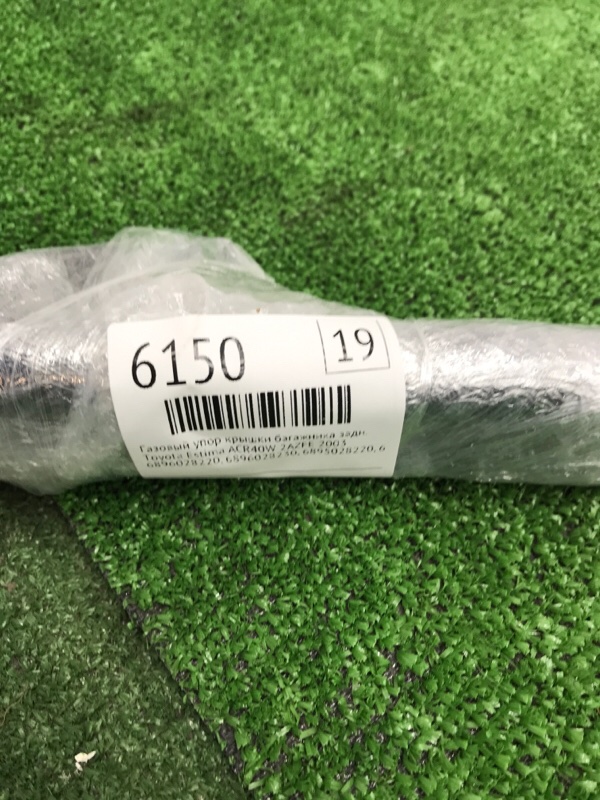 6150
19
Газовый упор крышки багажника задн
Toyota Estima ACR40W 2AZFE 2003
6896028220, 6896028230, 6895028220, 6